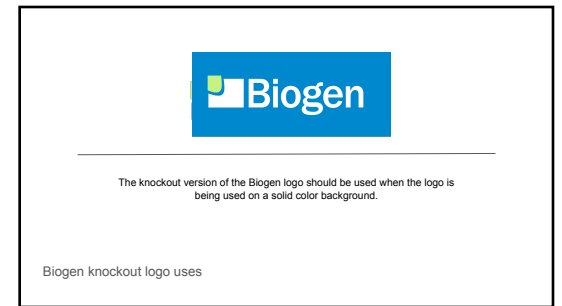 Biogen
The knockout version of the Biogen logo should be used when the logo is
being used on a solid color background.
Biogen knockout logo uses